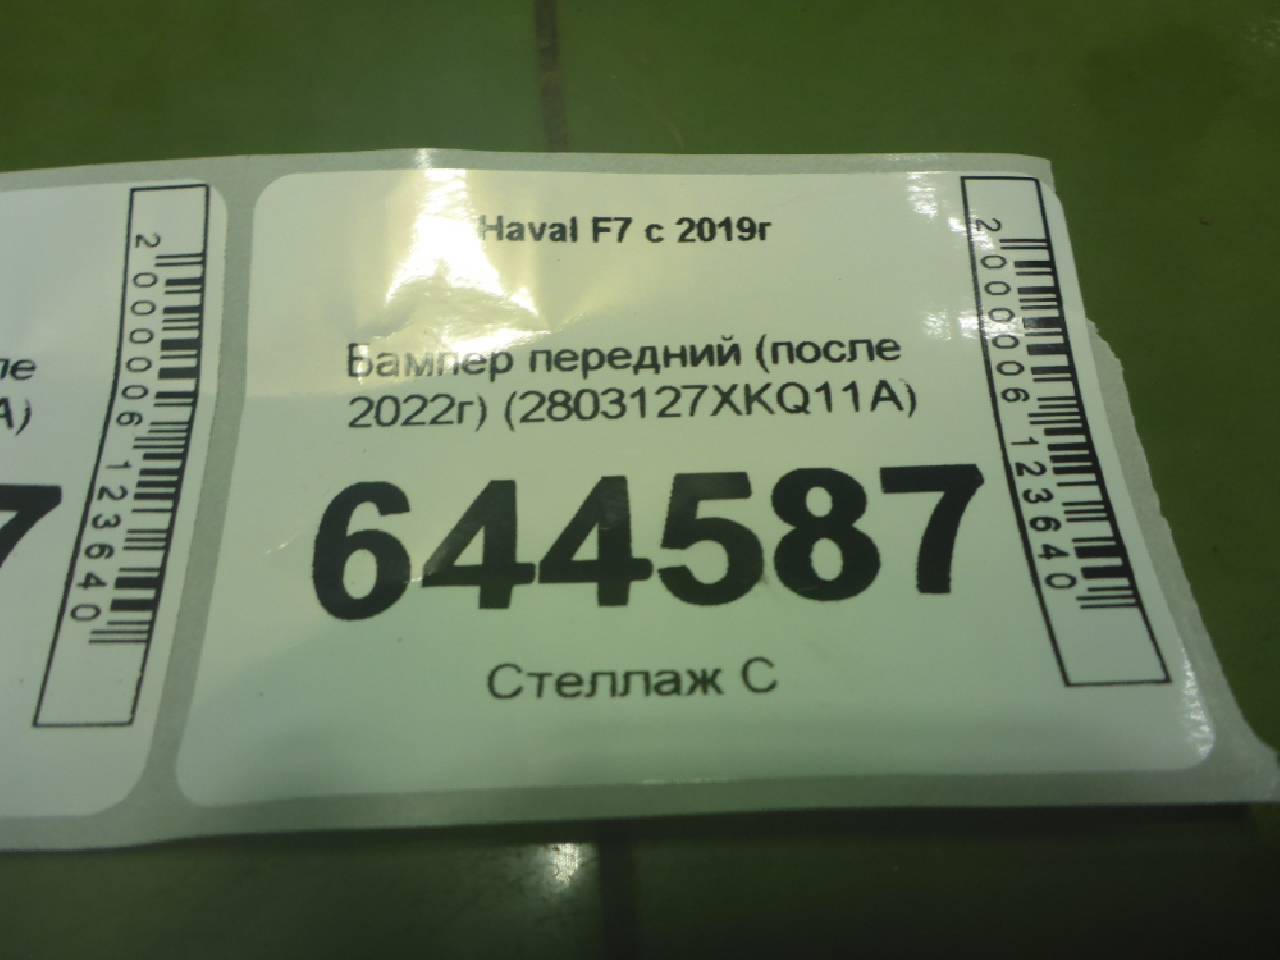 Haval F7 с 2019г
Бампер передний (после
2022г) (2803127XKQ11A)
644587
Стеллаж С
2000006123640
ле
А)
7
2000006123640